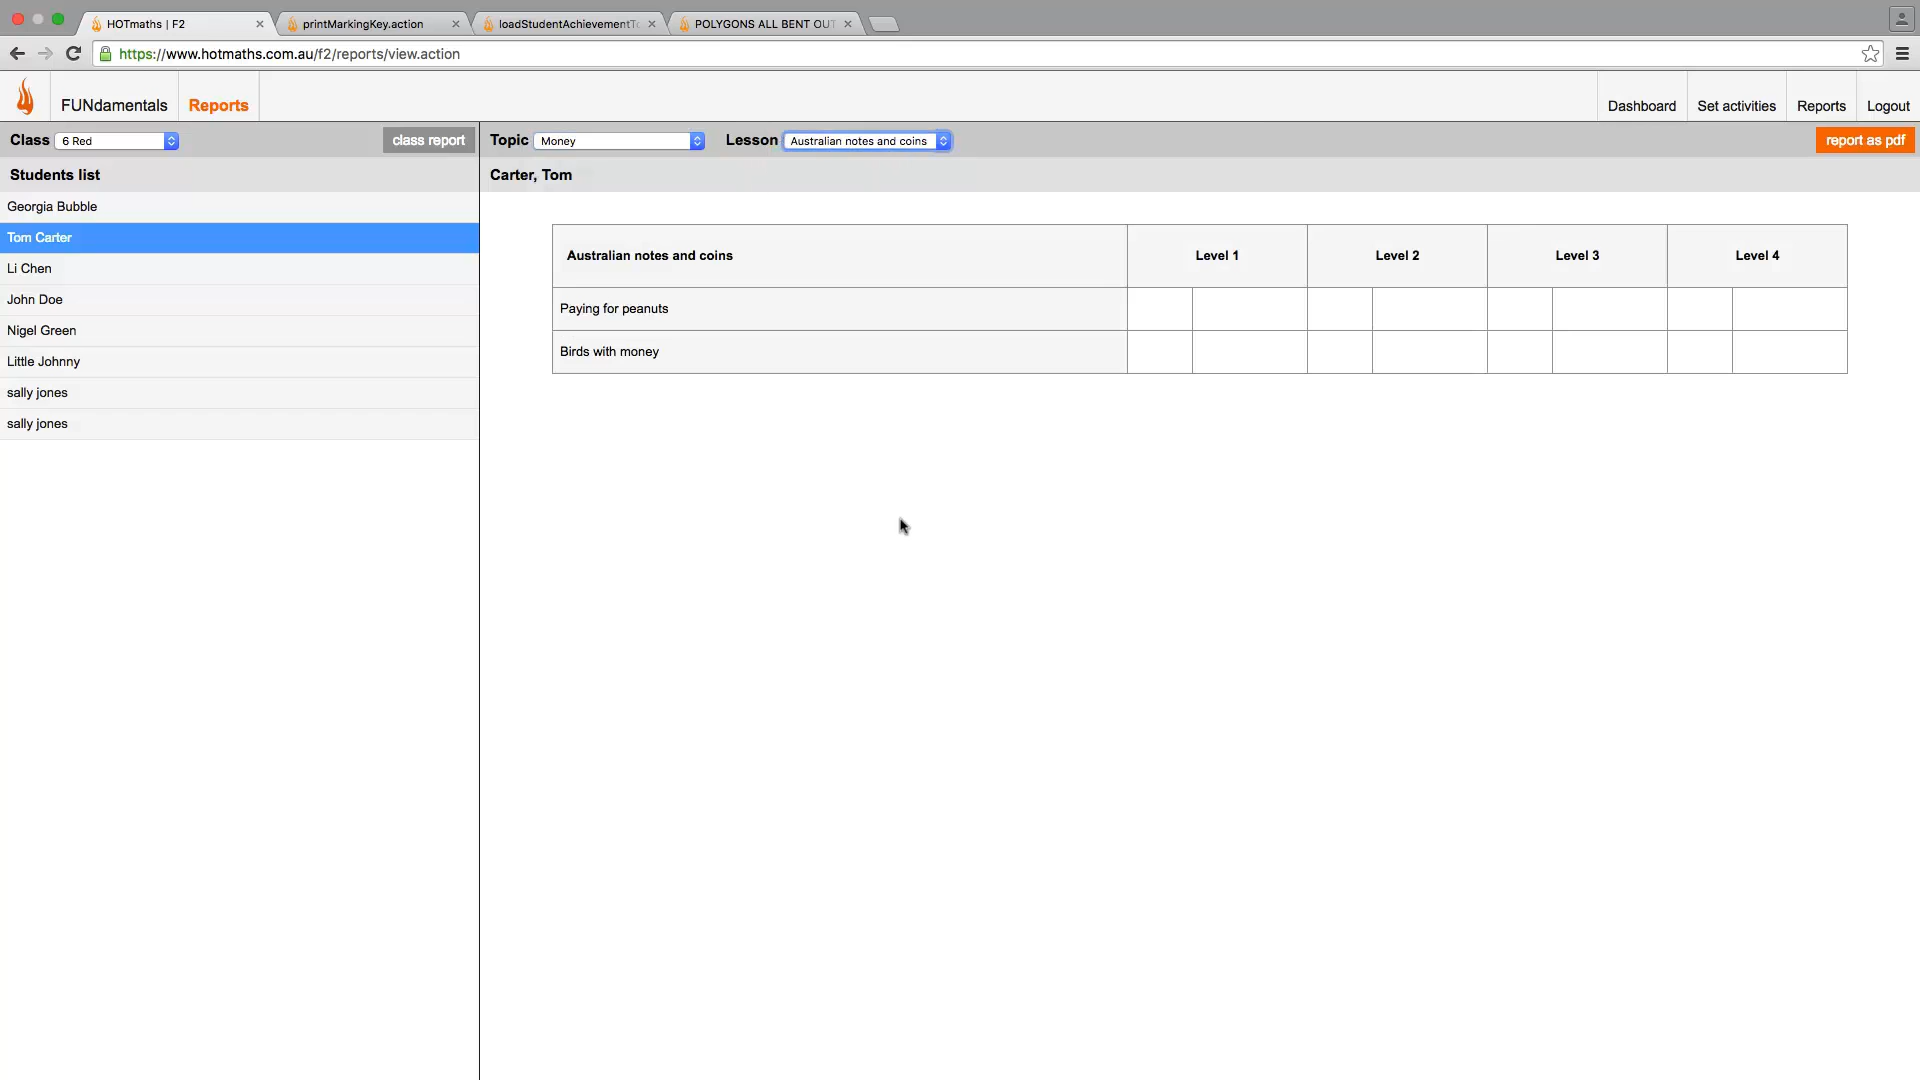 HOTmaths | F2
printMarkingKey.action
loadStudentAchievementTo
POLYGONS ALL BENT OUT
https://www.hotmaths.com.au/f2/reports/view.action
FUNdamentals
Reports
Dashboard
Set activities
Reports
Logout
Class
6 Red
class report
Topic
Money
Lesson
Australian notes and coins
report as pdf
Students list
Carter, Tom
Georgia Bubble
Tom Carter
Li Chen
John Doe
Nigel Green
Little Johnny
sally jones
sally jones
Australian notes and coins
Level 1
Level 2
Level 3
Level 4
Paying for peanuts
Birds with money